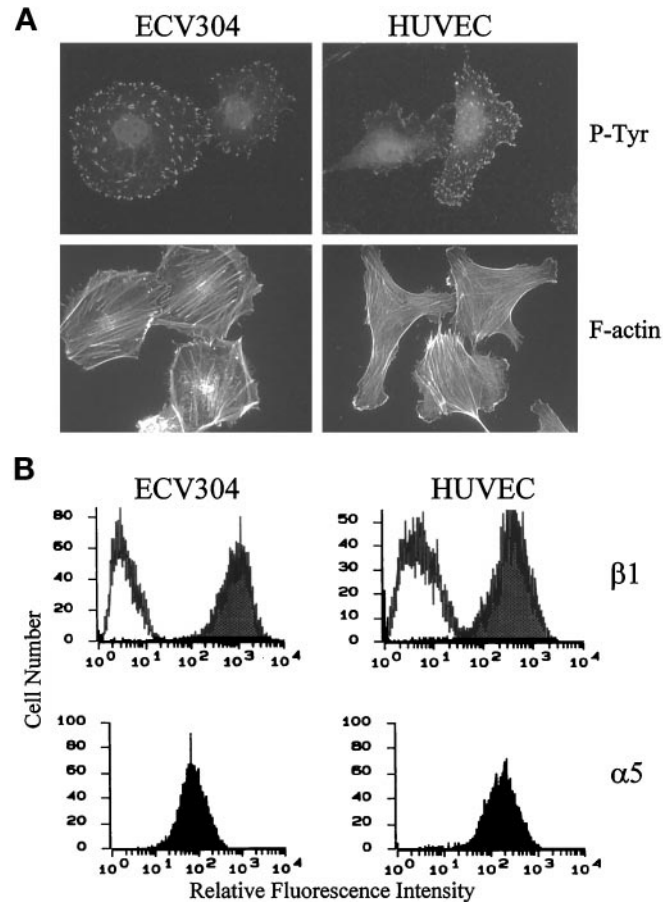 A
ECV304 HUVEC
P-Tyr
F-actin
B
ECV304 HUVEC
Cell Number
80
60
40
20
0
10⁰ 10¹ 10² 10³ 10⁴
50
40
30
20
10
0
10⁰ 10¹ 10² 10³ 10⁴
β1
100
80
60
40
20
0
10⁰ 10¹ 10² 10³ 10⁴
100
80
60
40
20
0
10⁰ 10¹ 10² 10³ 10⁴
α5
Relative Fluorescence Intensity